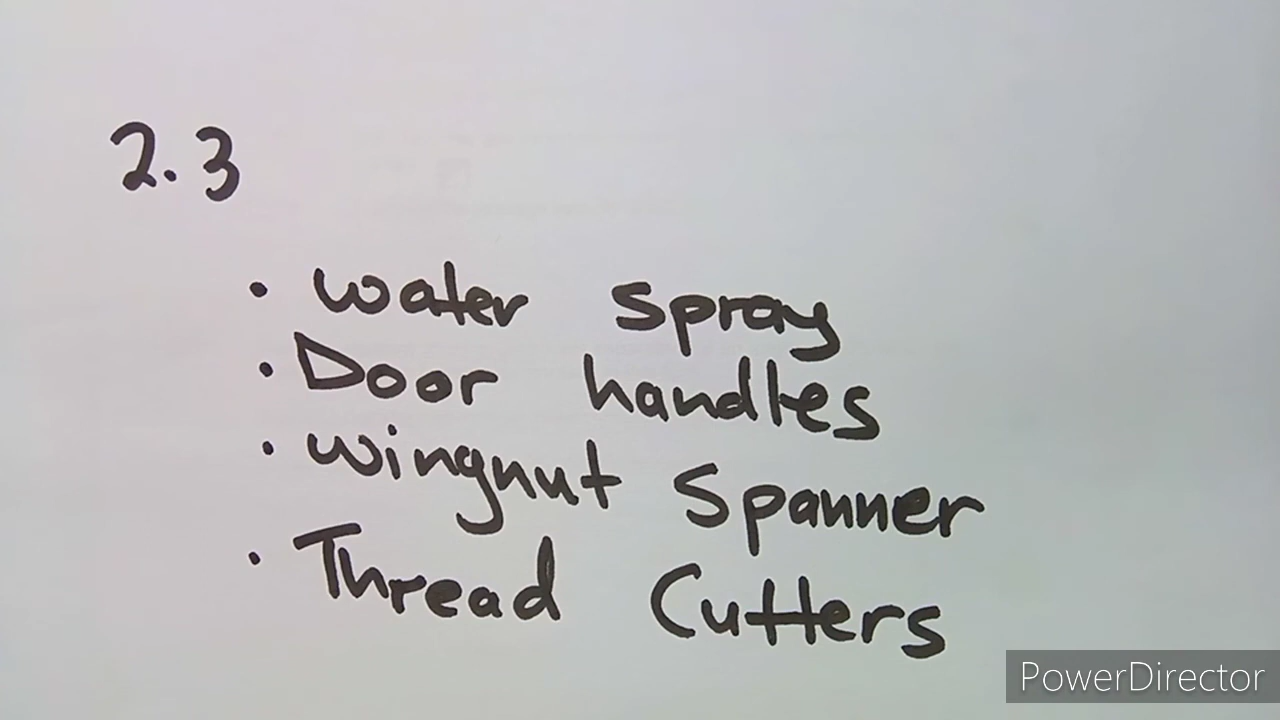 2.3
• water spray
• Door handles
• wingnut Spanner
• Thread Cutters
PowerDirector